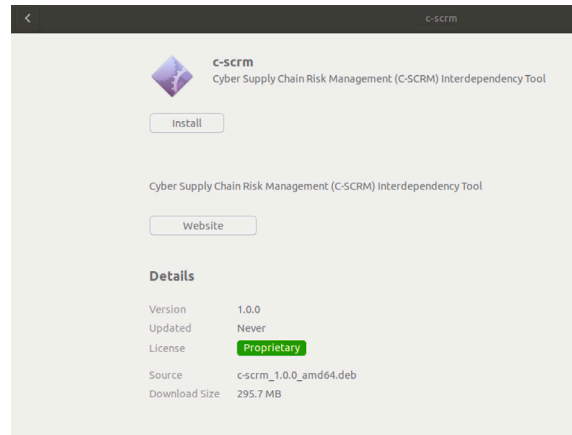 c-scrm
c-scrm
Cyber Supply Chain Risk Management (C-SCRM) Interdependency Tool
Install
Cyber Supply Chain Risk Management (C-SCRM) Interdependency Tool
Website
Details
Version 1.0.0
Updated Never
License Proprietary
Source c-scrm_1.0.0_amd64.deb
Download Size 295.7 MB